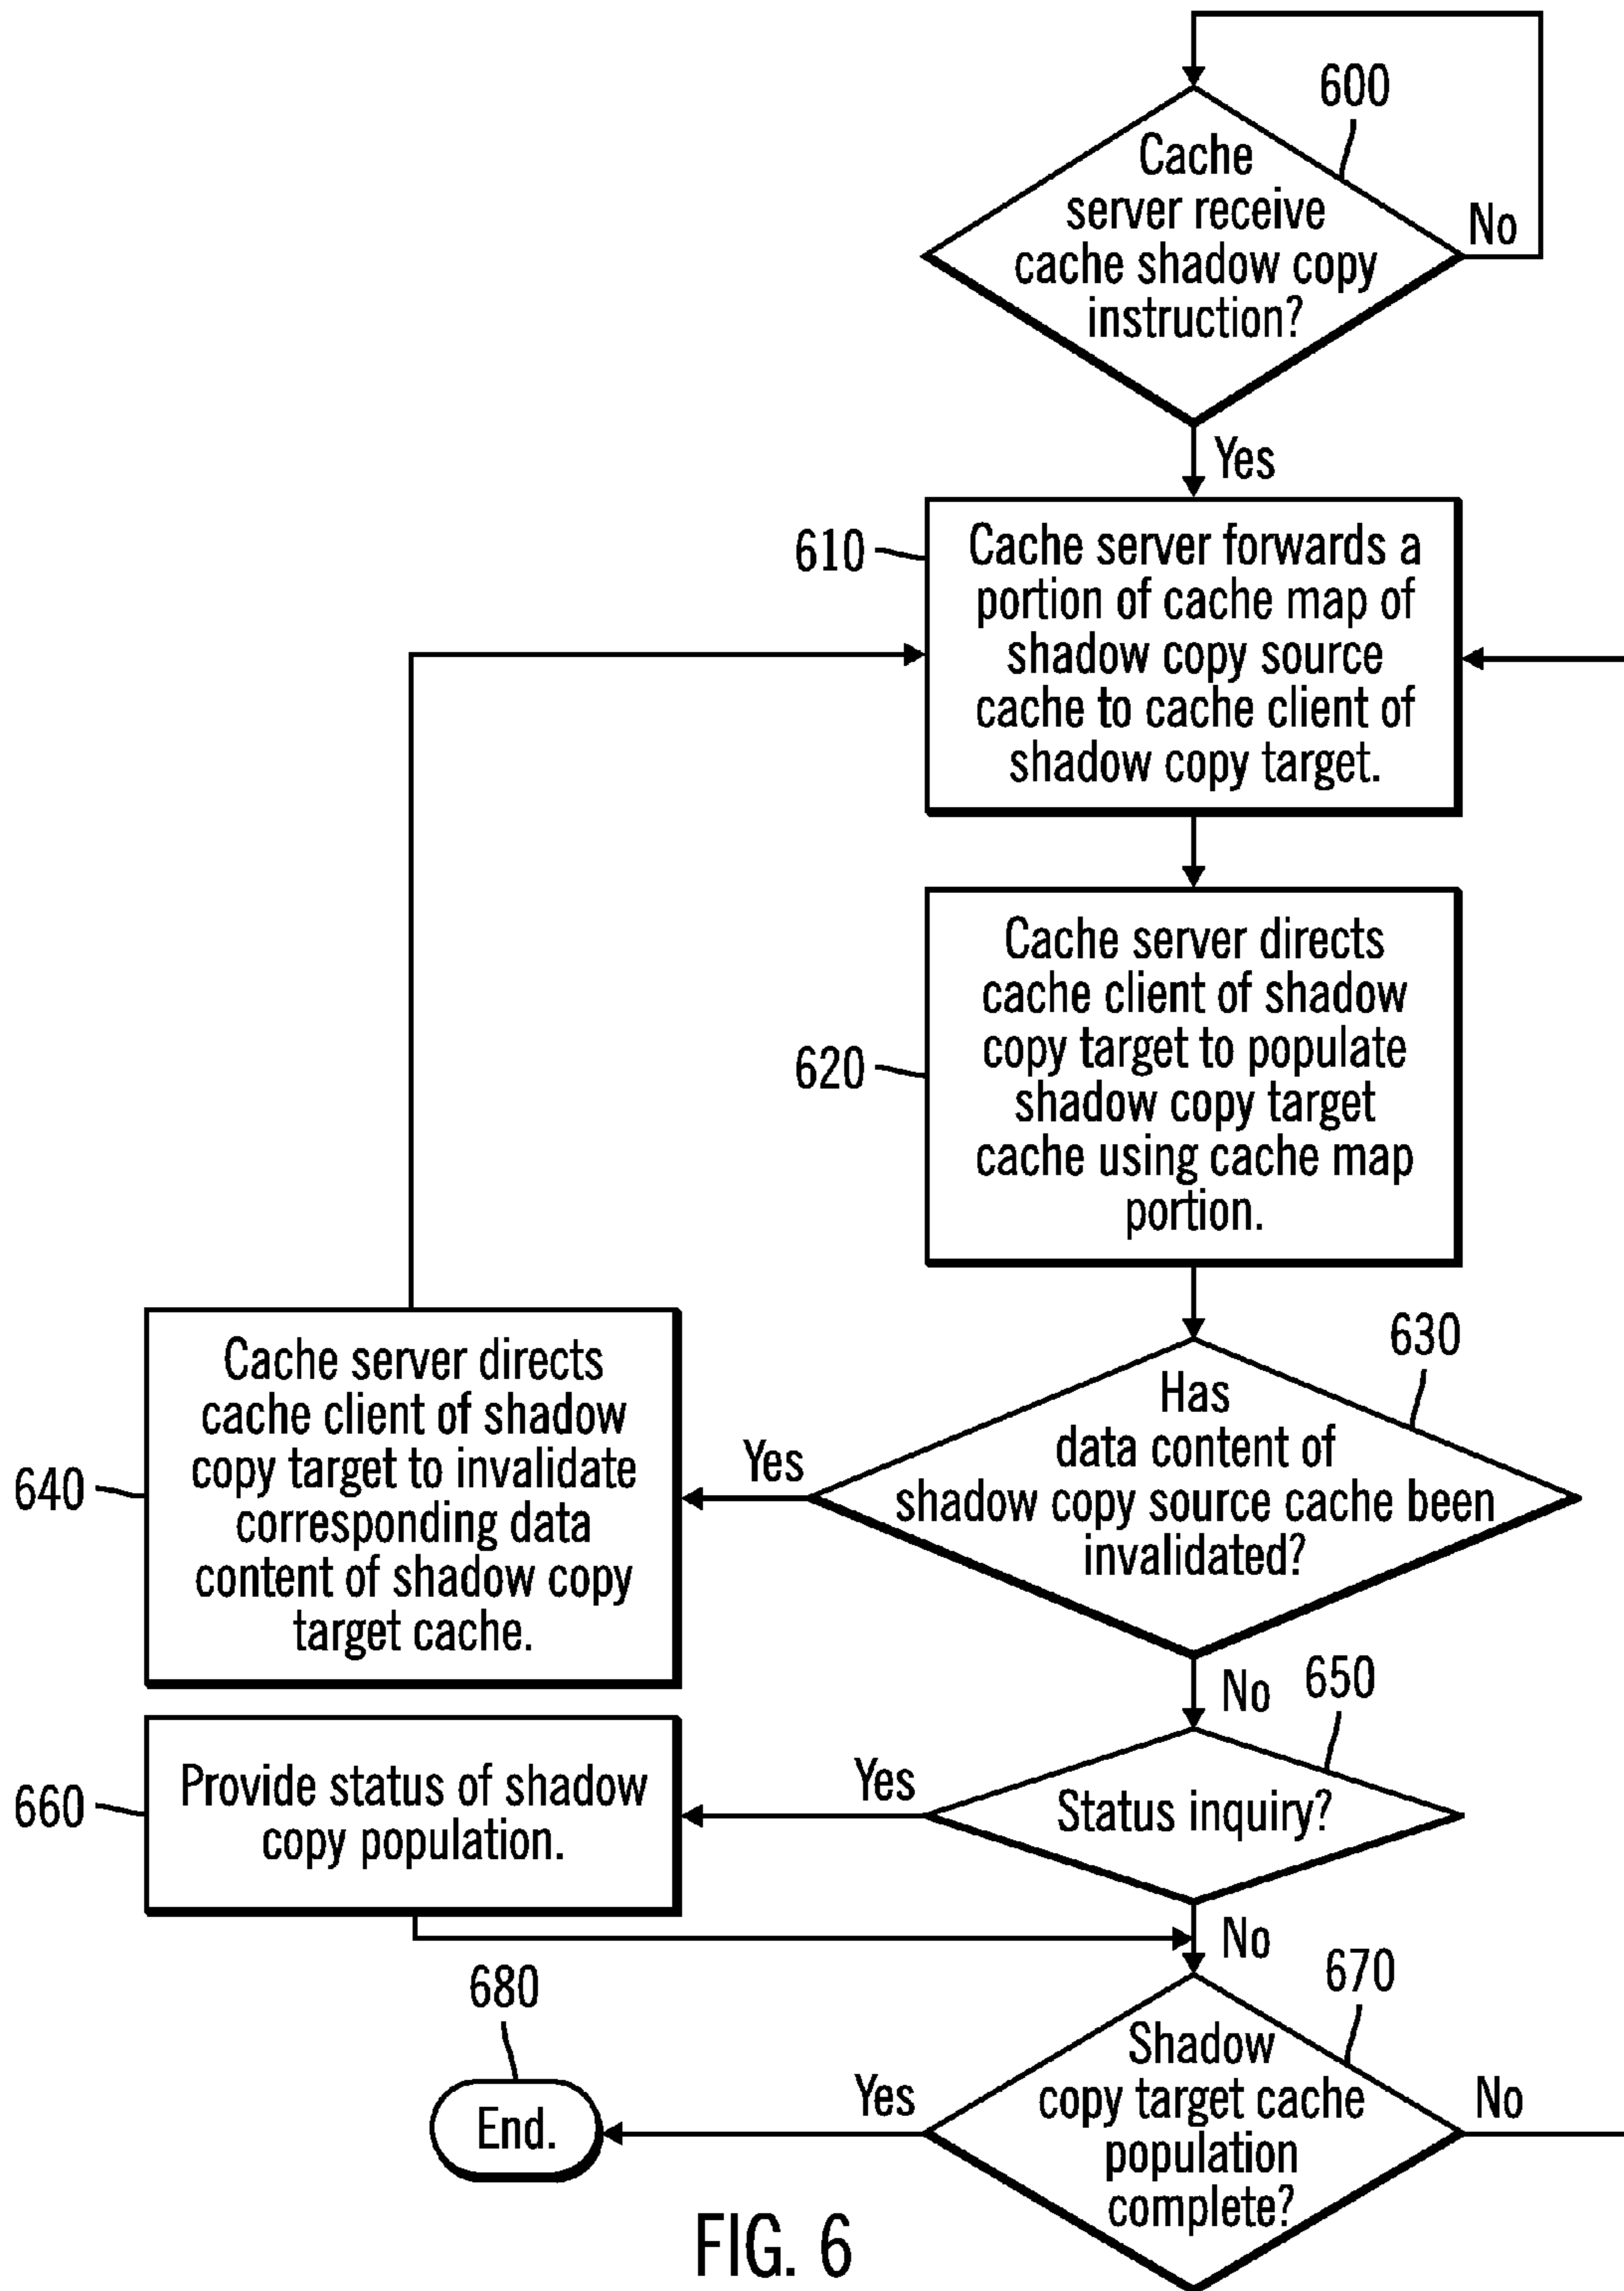 600
Cache
server receive
cache shadow copy
instruction?
No
Yes
610
Cache server forwards a
portion of cache map of
shadow copy source
cache to cache client of
shadow copy target.
620
Cache server directs
cache client of shadow
copy target to populate
shadow copy target
cache using cache map
portion.
630
Has
data content of
shadow copy source cache been
invalidated?
Yes
640
Cache server directs
cache client of shadow
copy target to invalidate
corresponding data
content of shadow copy
target cache.
No
650
Status inquiry?
Yes
660
Provide status of shadow
copy population.
No
670
Shadow
copy target cache
population
complete?
Yes
No
680
End.
FIG. 6